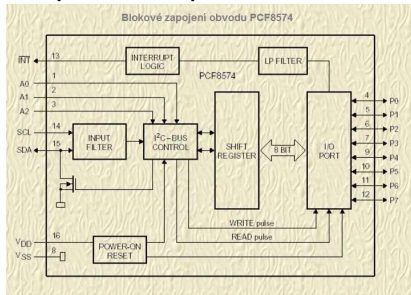 Blokové zapojení obvodu PCF8574
INT 13 INTERRUPT LOGIC LP FILTER
PCF8574
A0 1
A1 2
A2 3
SCL 14
SDA 15
INPUT FILTER
I²C-BUS CONTROL
SHIFT REGISTER
8 BIT
I/O PORT
4 P0
5 P1
6 P2
7 P3
9 P4
10 P5
11 P6
12 P7
WRITE pulse
READ pulse
VDD 16
VSS 8
POWER-ON RESET